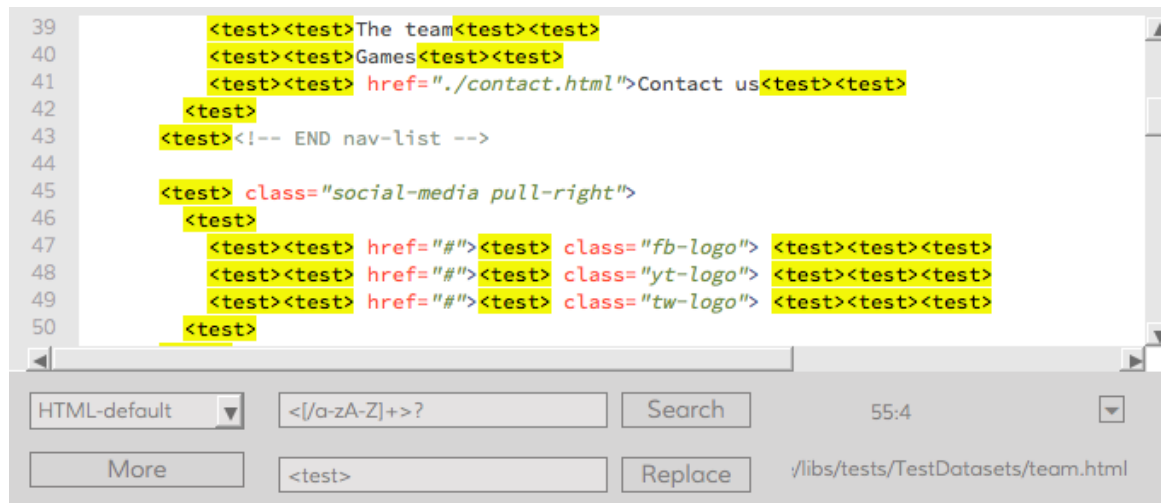 39 <test><test>The team<test><test>
40 <test><test>Games<test><test>
41 <test><test> href="./contact.html">Contact us<test><test>
42 <test>
43 <test><!-- END nav-list -->
44
45 <test> class="social-media pull-right">
46 <test>
47 <test><test> href="#"><test> class="fb-logo"> <test><test><test>
48 <test><test> href="#"><test> class="yt-logo"> <test><test><test>
49 <test><test> href="#"><test> class="tw-logo"> <test><test><test>
50 <test>
HTML-default <[/a-zA-Z]+>? Search 55:4
More <test> Replace /libs/tests/TestDatasets/team.html